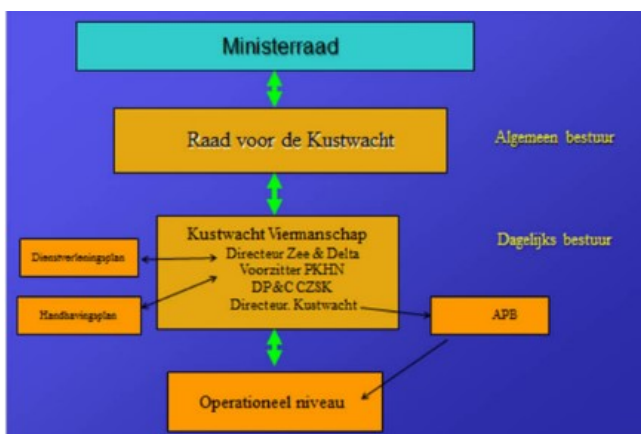 Ministerraad
Raad voor de Kustwacht
Algemeen bestuur
Kustwacht Viermanschap
Directeur Zee & Delta
Voorzitter PKHN
DP&C CZSK
Directeur. Kustwacht
Dagelijks bestuur
Dienstverleningsplan
Handhavingsplan
APB
Operationeel niveau